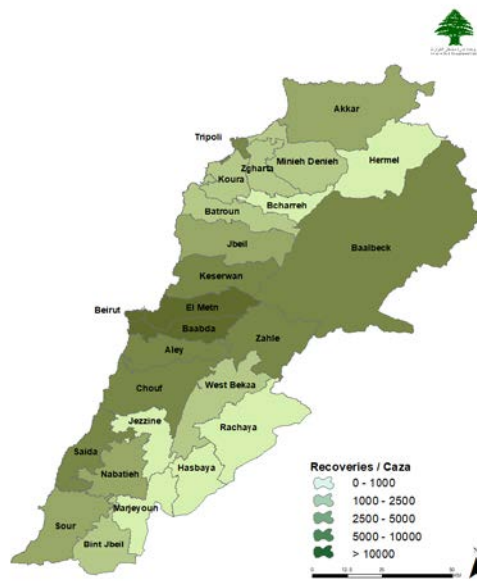 Akkar
Tripoli
Zgharta
Minieh Denieh
Hermel
Koura
Bcharreh
Batroun
Jbeil
Baalbeck
Keserwan
El Metn
Beirut
Baabda
Zahle
Aley
West Bekaa
Chouf
Jezzine
Rachaya
Saida
Hasbaya
Nabatieh
Marjeyoun
Sour
Bint Jbeil
Recoveries / Caza
0 - 1000
1000 - 2500
2500 - 5000
5000 - 10000
> 10000